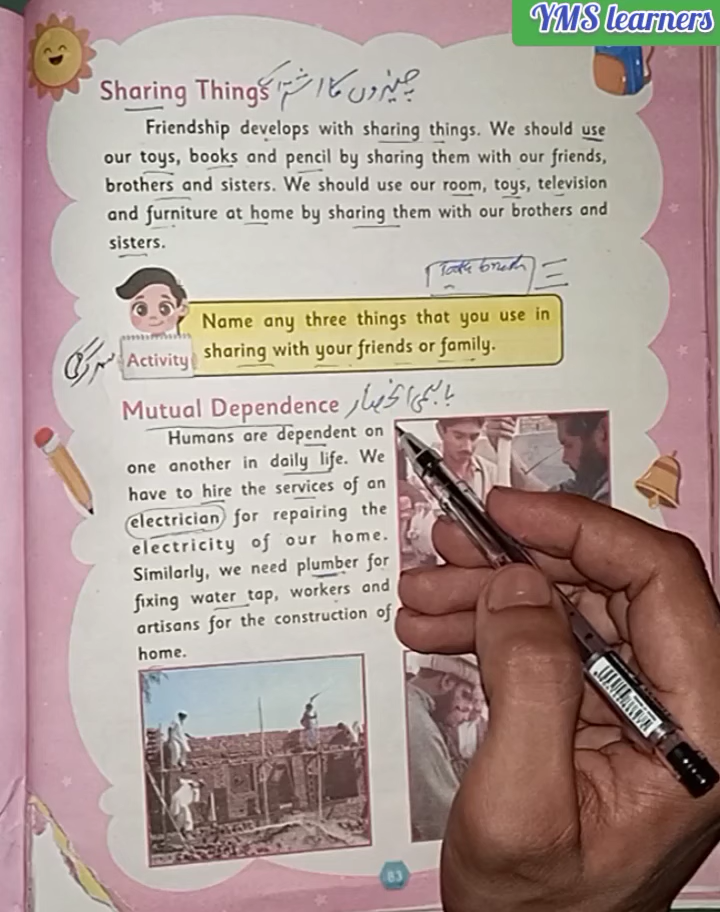 YMS learners
Sharing Things چیزوں کا اشتراک
Friendship develops with sharing things. We should use
our toys, books and pencil by sharing them with our friends,
brothers and sisters. We should use our room, toys, television
and furniture at home by sharing them with our brothers and
sisters.
Name any three things that you use in
Activity sharing with your friends or family.
سرگرمی
Mutual Dependence باہمی انحصار
Humans are dependent on
one another in daily life. We
have to hire the services of an
electrician for repairing the
electricity of our home.
Similarly, we need plumber for
fixing water tap, workers and
artisans for the construction of
home.
83